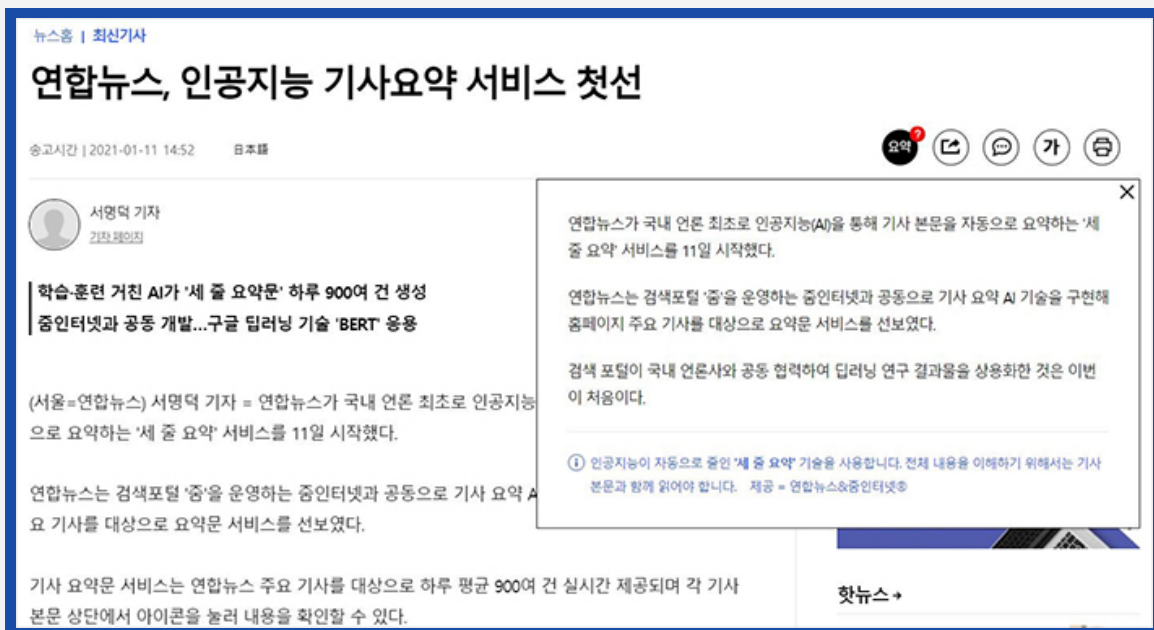 뉴스홈 | 최신기사
연합뉴스, 인공지능 기사요약 서비스 첫선
송고시간 | 2021-01-11 14:52 日本語
요약 ? 가
서명덕 기자
기자 페이지
학습·훈련 거친 AI가 '세 줄 요약문' 하루 900여 건 생성
줌인터넷과 공동 개발...구글 딥러닝 기술 'BERT' 응용
(서울=연합뉴스) 서명덕 기자 = 연합뉴스가 국내 언론 최초로 인공지능
으로 요약하는 '세 줄 요약' 서비스를 11일 시작했다.
연합뉴스는 검색포털 '줌'을 운영하는 줌인터넷과 공동으로 기사 요약 A
요 기사를 대상으로 요약문 서비스를 선보였다.
기사 요약문 서비스는 연합뉴스 주요 기사를 대상으로 하루 평균 900여 건 실시간 제공되며 각 기사
본문 상단에서 아이콘을 눌러 내용을 확인할 수 있다.
연합뉴스가 국내 언론 최초로 인공지능(AI)을 통해 기사 본문을 자동으로 요약하는 '세
줄 요약' 서비스를 11일 시작했다.
연합뉴스는 검색포털 '줌'을 운영하는 줌인터넷과 공동으로 기사 요약 AI 기술을 구현해
홈페이지 주요 기사를 대상으로 요약문 서비스를 선보였다.
검색 포털이 국내 언론사와 공동 협력하여 딥러닝 연구 결과물을 상용화한 것은 이번
이 처음이다.
인공지능이 자동으로 줄인 '세 줄 요약' 기술을 사용합니다. 전체 내용을 이해하기 위해서는 기사
본문과 함께 읽어야 합니다. 제공 = 연합뉴스&줌인터넷®
핫뉴스